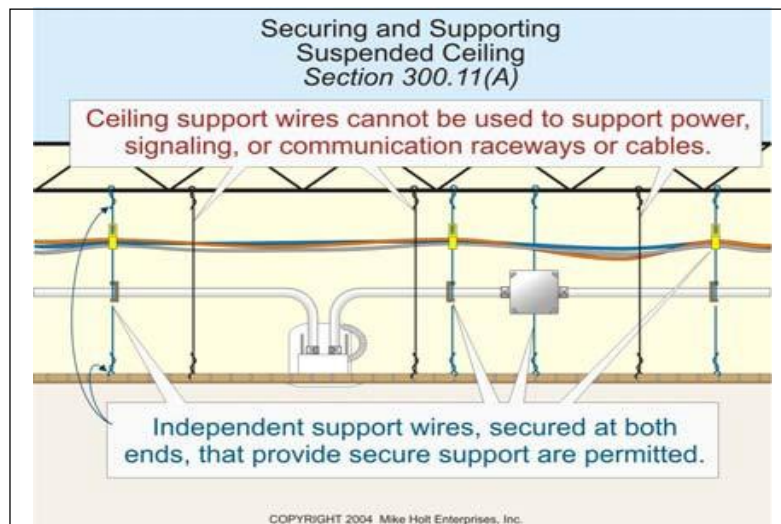 Securing and Supporting
Suspended Ceiling
Section 300.11(A)
Ceiling support wires cannot be used to support power,
signaling, or communication raceways or cables.
Independent support wires, secured at both
ends, that provide secure support are permitted.
COPYRIGHT 2004 Mike Holt Enterprises, Inc.